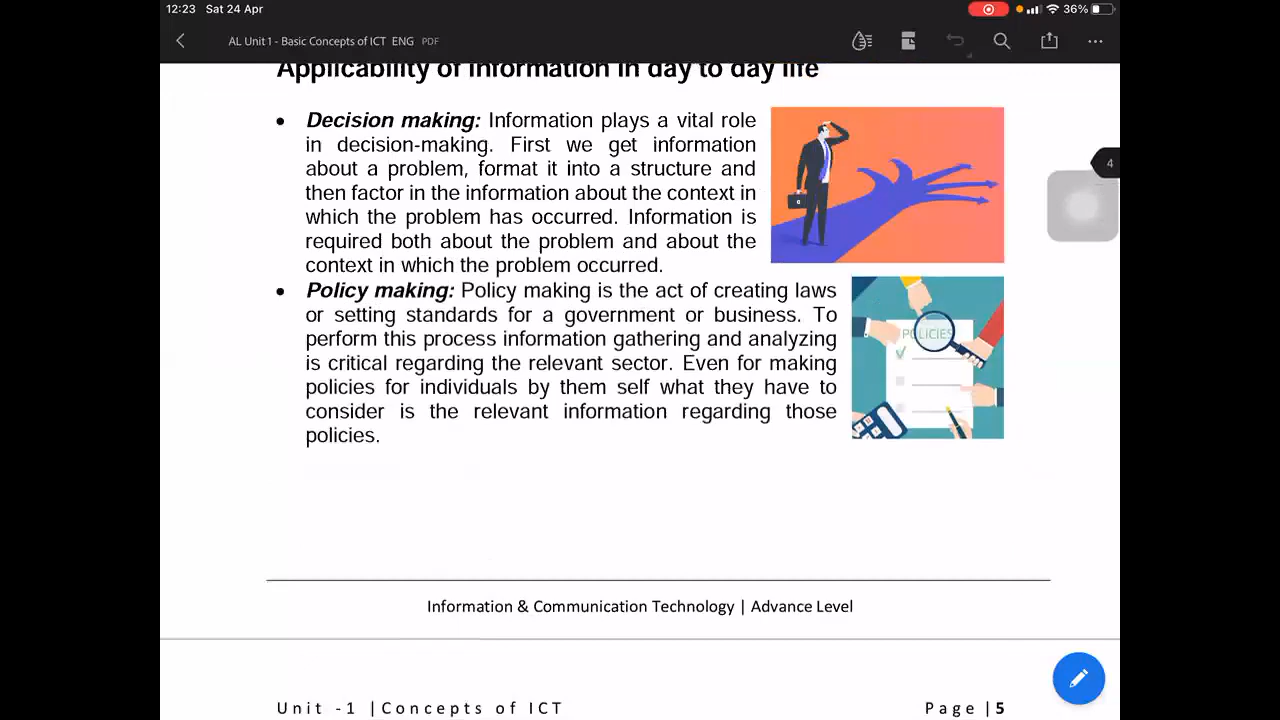 12:23 Sat 24 Apr
36%
AL Unit 1 - Basic Concepts of ICT ENG PDF
Applicability of Information in day to day life
4
• Decision making: Information plays a vital role
in decision-making. First we get information
about a problem, format it into a structure and
then factor in the information about the context in
which the problem has occurred. Information is
required both about the problem and about the
context in which the problem occurred.
• Policy making: Policy making is the act of creating laws
or setting standards for a government or business. To
perform this process information gathering and analyzing
is critical regarding the relevant sector. Even for making
policies for individuals by them self what they have to
consider is the relevant information regarding those
policies.
POLICIES
Information & Communication Technology | Advance Level
Unit -1 |Concepts of ICT
Page |5